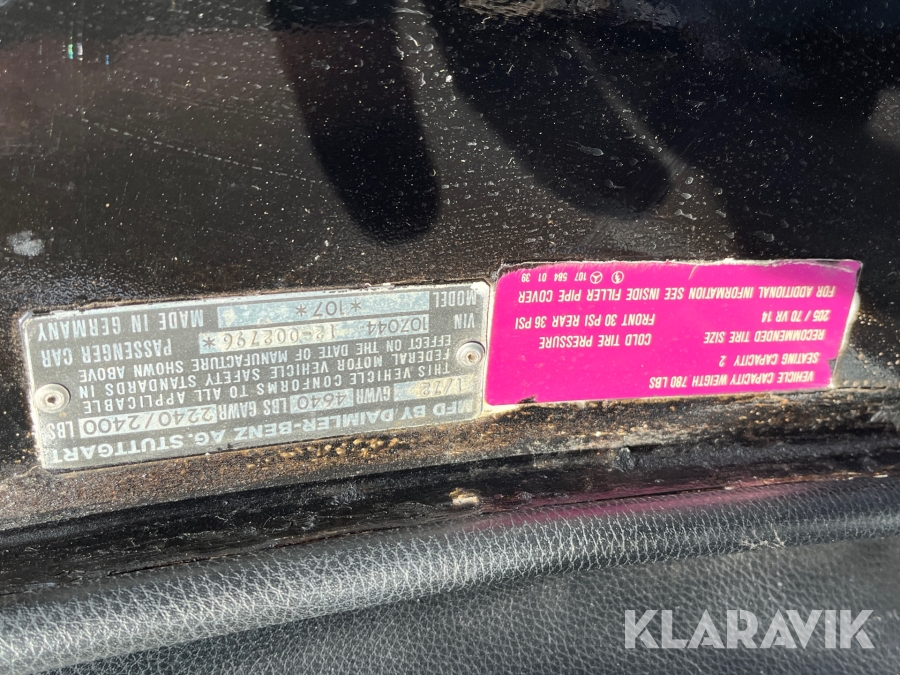 MFD BY DAIMLER-BENZ AG. STUTTGART
GVWR 4640 LBS GAWR 2240/2400 LBS
THIS VEHICLE CONFORMS TO ALL APPLICABLE
FEDERAL MOTOR VEHICLE SAFETY STANDARDS IN
EFFECT ON THE DATE OF MANUFACTURE SHOWN ABOVE
VIN 107044 12-002796* PASSENGER CAR
MODEL *107* MADE IN GERMANY
VEHICLE CAPACITY WEIGTH 780 LBS
SEATING CAPACITY 2
RECOMMENDED TIRE SIZE COLD TIRE PRESSURE
205 / 70 VR 14 FRONT 30 PSI REAR 36 PSI
FOR ADDITIONAL INFORMATION SEE INSIDE FILLER PIPE COVER
107 584 01 39
KLARAVIK